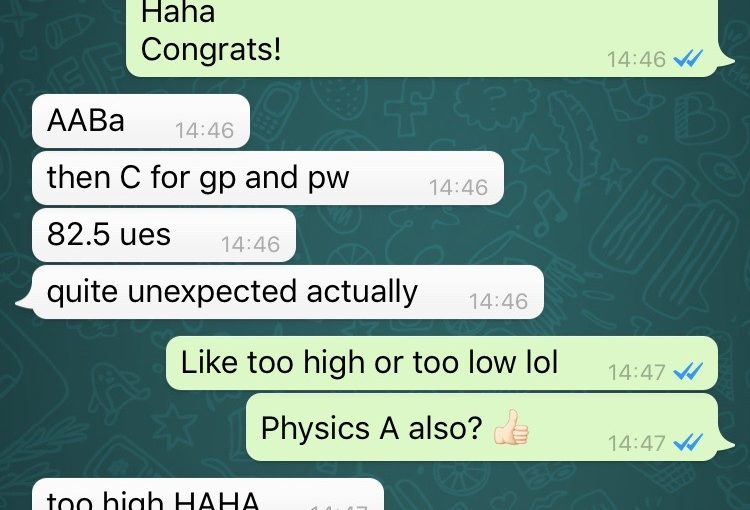 Haha
Congrats!
14:46
AABa
14:46
then C for gp and pw
14:46
82.5 ues
14:46
quite unexpected actually
14:46
Like too high or too low lol
14:47
Physics A also? 👍🏻
14:47
too high HAHA
14:47